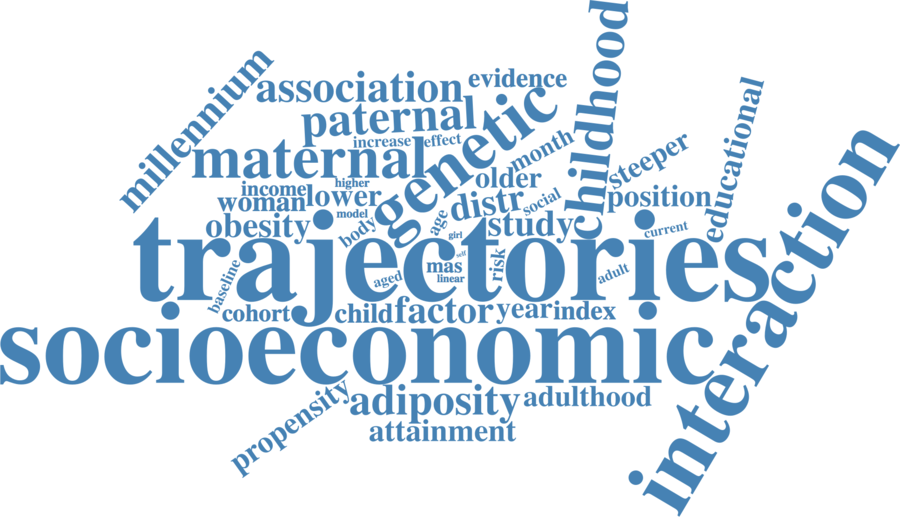 childhood
millennium
association
evidence
paternal
genetic
increase
effect
maternal
month
steeper
educational
interaction
older
higher
income
lower
woman
distr
social
position
model
obesity
body
age
study
current
girl
trajectories
self
mas
risk
adult
linear
aged
baseline
cohort
child
factor
year
index
socioeconomic
propensity
adiposity
adulthood
attainment